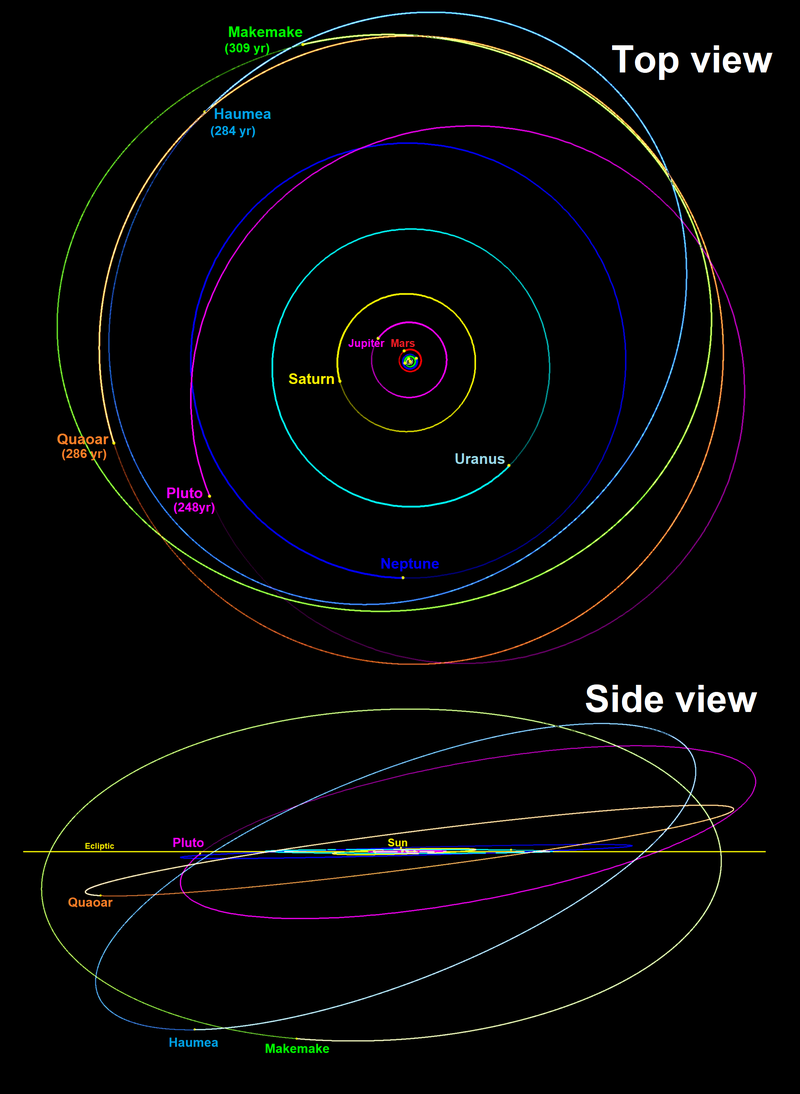 Makemake
(309 yr)
Top view
Haumea
(284 yr)
Jupiter
Mars
Saturn
Quaoar
(286 yr)
Uranus
Pluto
(248yr)
Neptune
Side view
Ecliptic
Pluto
Sun
Quaoar
Haumea
Makemake